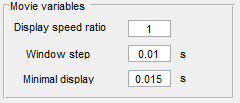 Movie variables
Display speed ratio 1
Window step 0.01 s
Minimal display 0.015 s